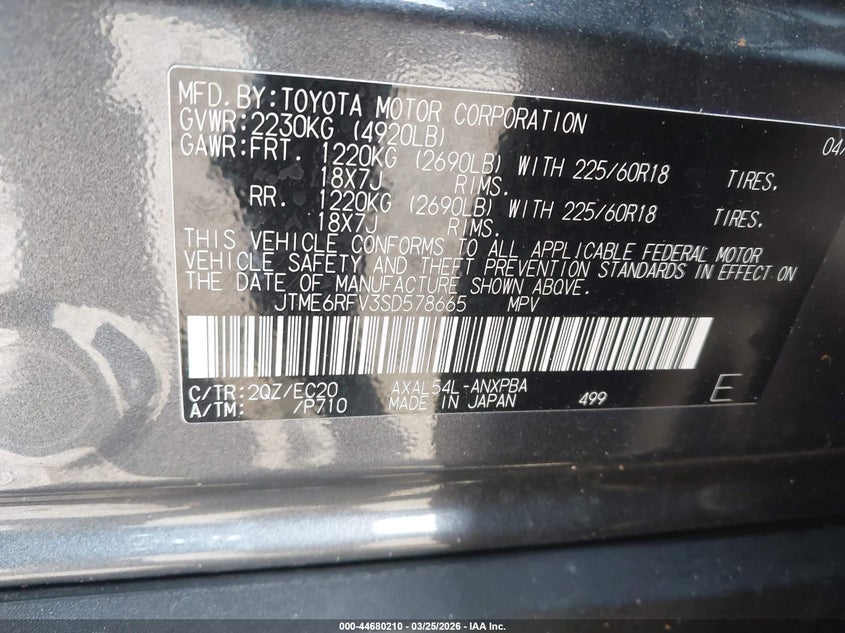 MFD.BY:TOYOTA MOTOR CORPORATION
GVWR:2230KG (4920LB) 04/
GAWR:FRT. 1220KG (2690LB) WITH 225/60R18 TIRES.
18X7J RIMS.
RR. 1220KG (2690LB) WITH 225/60R18 TIRES.
18X7J RIMS.
THIS VEHICLE CONFORMS TO ALL APPLICABLE FEDERAL MOTOR
VEHICLE SAFETY AND THEFT PREVENTION STANDARDS IN EFFECT ON
THE DATE OF MANUFACTURE SHOWN ABOVE.
JTME6RFV3SD578665 MPV
C/TR:2QZ/EC20 AXAL54L-ANXPBA
A/TM: /P710 MADE IN JAPAN 499 E
000-44680210 | 03/25/2026 | IAA Inc.